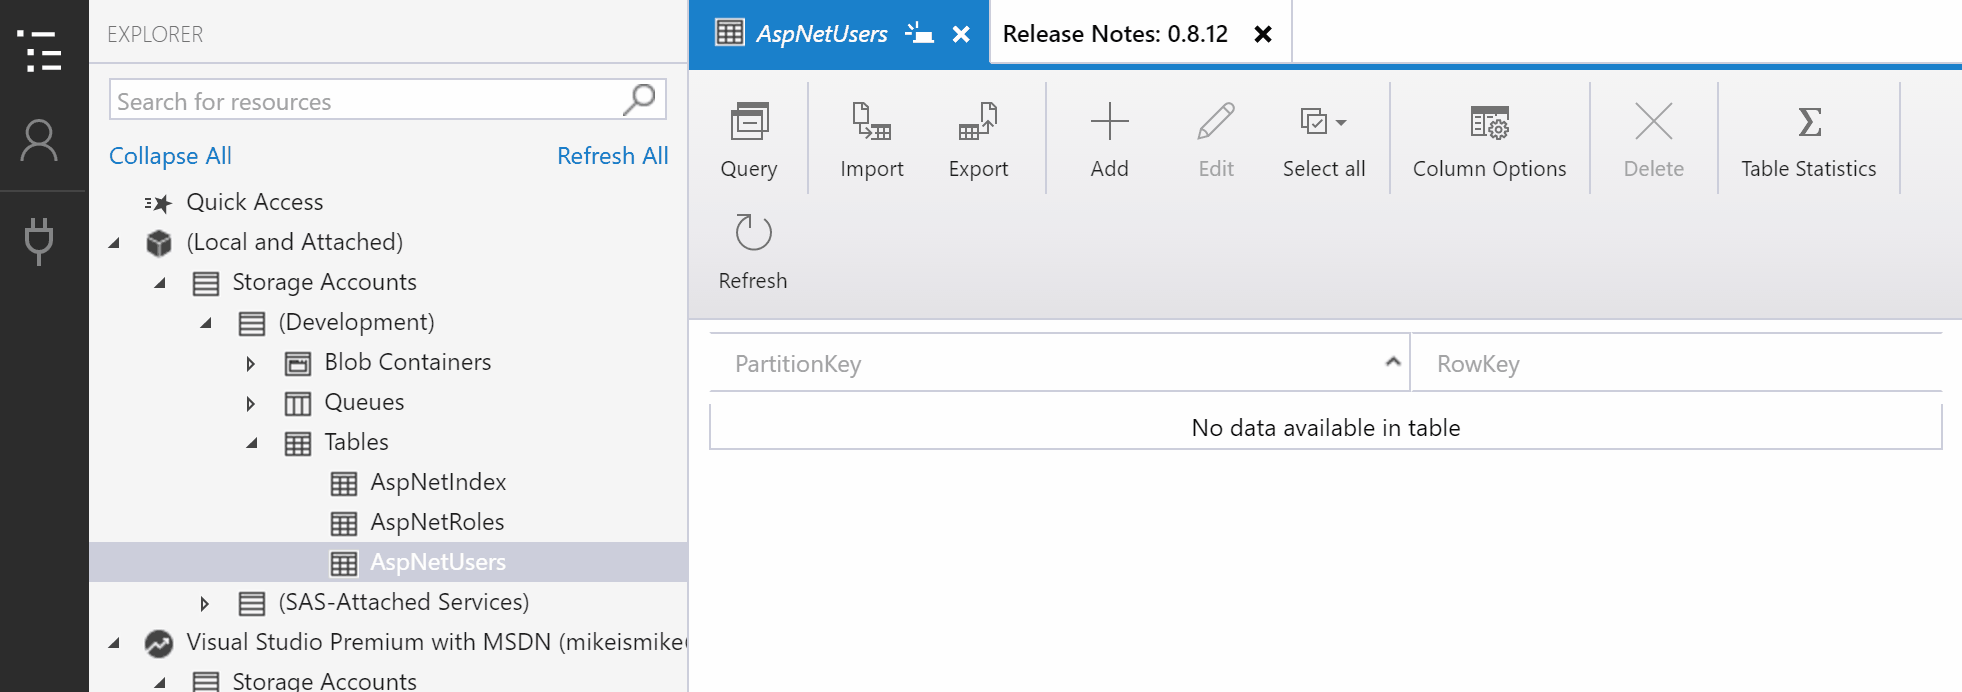 EXPLORER
Search for resources
Collapse All
Refresh All
Quick Access
(Local and Attached)
Storage Accounts
(Development)
Blob Containers
Queues
Tables
AspNetIndex
AspNetRoles
AspNetUsers
(SAS-Attached Services)
Visual Studio Premium with MSDN (mikeismike
Storage Accounts
AspNetUsers
Release Notes: 0.8.12
Query
Import
Export
Add
Edit
Select all
Column Options
Delete
Table Statistics
Refresh
PartitionKey
RowKey
No data available in table